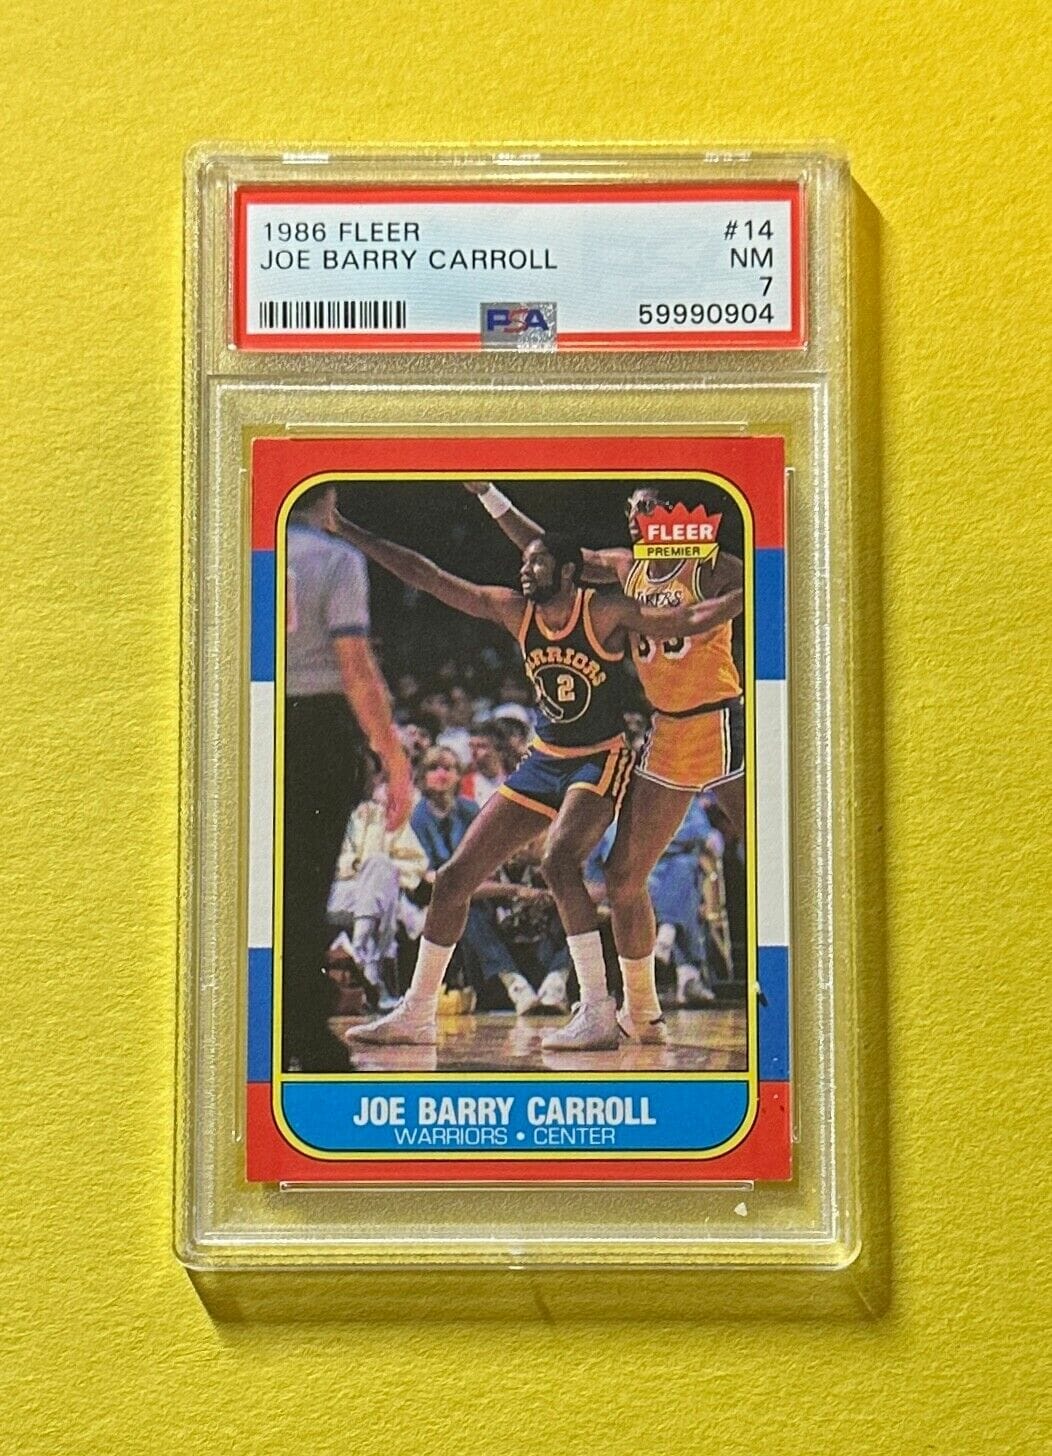 1986 FLEER #14
JOE BARRY CARROLL NM
7
PSA 59990904
FLEER
PREMIER
WARRIORS
2
JOE BARRY CARROLL
WARRIORS • CENTER